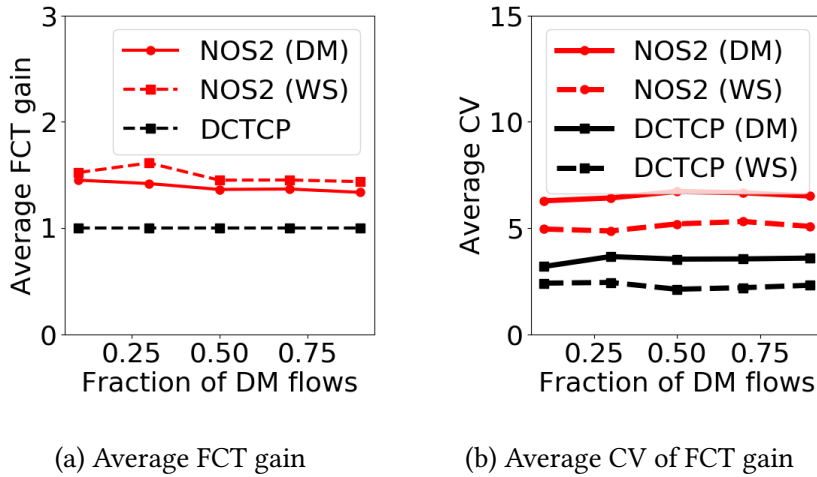 3
2
1
0
Average FCT gain
NOS2 (DM)
NOS2 (WS)
DCTCP
0.25 0.50 0.75
Fraction of DM flows
(a) Average FCT gain
15
10
5
0
Average CV
NOS2 (DM)
NOS2 (WS)
DCTCP (DM)
DCTCP (WS)
0.25 0.50 0.75
Fraction of DM flows
(b) Average CV of FCT gain